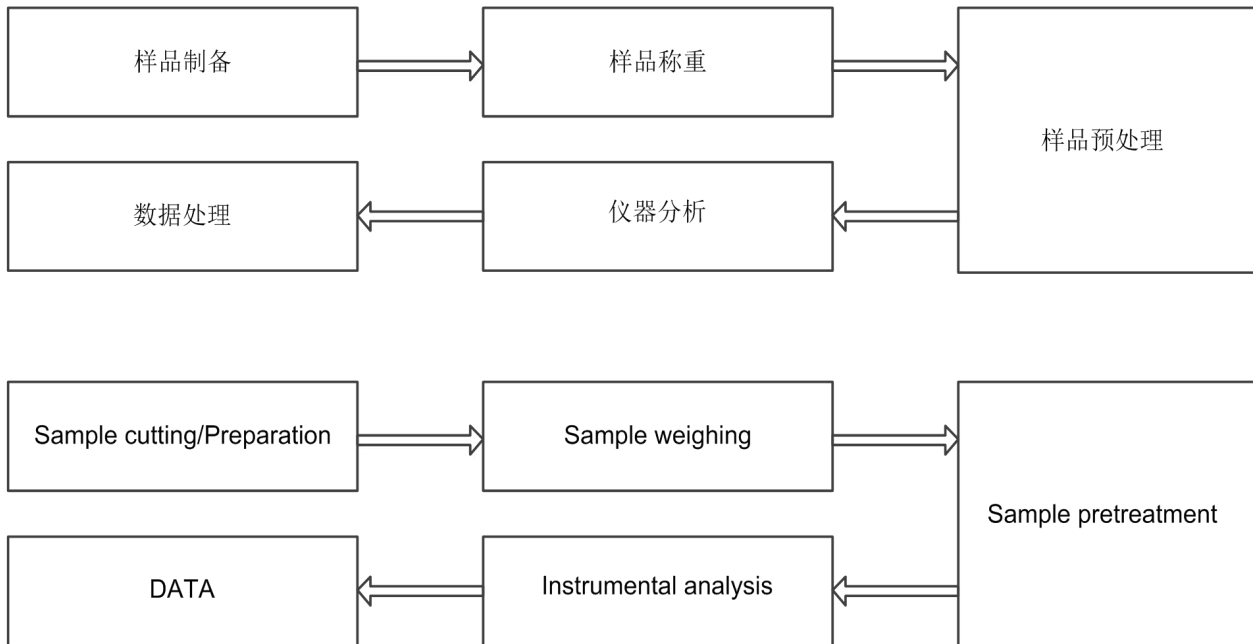 样品制备
样品称重
样品预处理
数据处理
仪器分析
Sample cutting/Preparation
Sample weighing
Sample pretreatment
DATA
Instrumental analysis